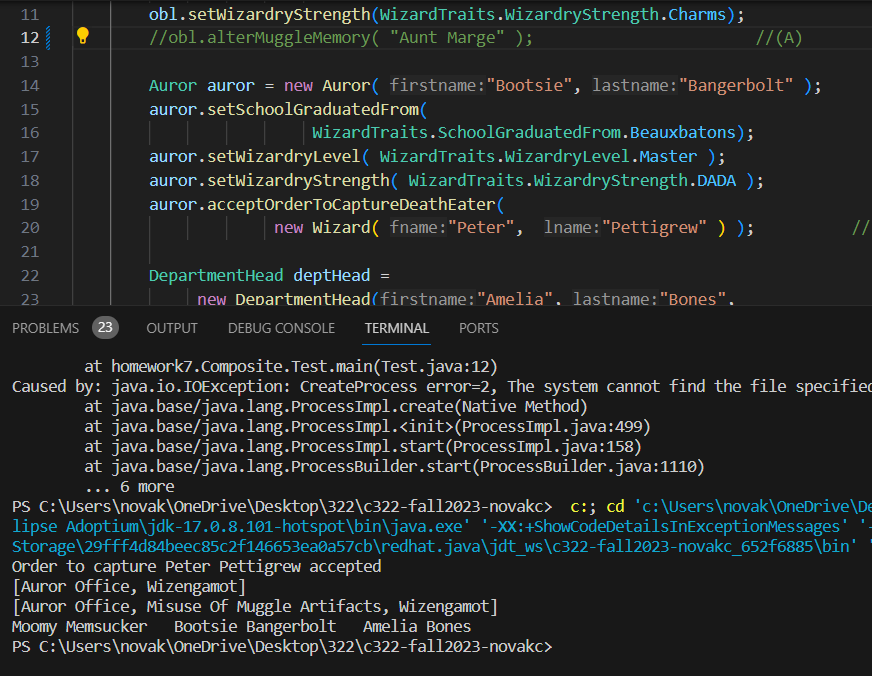 11 obl.setWizardryStrength(WizardTraits.WizardryStrength.Charms);
12 //obl.alterMuggleMemory( "Aunt Marge" ); //(A)
13
14 Auror auror = new Auror( firstname:"Bootsie", lastname:"Bangerbolt" );
15 auror.setSchoolGraduatedFrom(
16 WizardTraits.SchoolGraduatedFrom.Beauxbatons);
17 auror.setWizardryLevel( WizardTraits.WizardryLevel.Master );
18 auror.setWizardryStrength( WizardTraits.WizardryStrength.DADA );
19 auror.acceptOrderToCaptureDeathEater(
20 new Wizard( fname:"Peter", lname:"Pettigrew" ) ); //
21
22 DepartmentHead deptHead =
23 new DepartmentHead(firstname:"Amelia", lastname:"Bones",
PROBLEMS 23 OUTPUT DEBUG CONSOLE TERMINAL PORTS
at homework7.Composite.Test.main(Test.java:12)
Caused by: java.io.IOException: CreateProcess error=2, The system cannot find the file specified
at java.base/java.lang.ProcessImpl.create(Native Method)
at java.base/java.lang.ProcessImpl.<init>(ProcessImpl.java:499)
at java.base/java.lang.ProcessImpl.start(ProcessImpl.java:158)
at java.base/java.lang.ProcessBuilder.start(ProcessBuilder.java:1110)
... 6 more
PS C:\Users\novak\OneDrive\Desktop\322\c322-fall2023-novakc> c:; cd 'c:\Users\novak\OneDrive\De
lipse Adoptium\jdk-17.0.8.101-hotspot\bin\java.exe' '-XX:+ShowCodeDetailsInExceptionMessages' '-
Storage\29fff4d84beec85c2f146653ea0a57cb\redhat.java\jdt_ws\c322-fall2023-novakc_652f6885\bin' '
Order to capture Peter Pettigrew accepted
[Auror Office, Wizengamot]
[Auror Office, Misuse Of Muggle Artifacts, Wizengamot]
Moomy Memsucker Bootsie Bangerbolt Amelia Bones
PS C:\Users\novak\OneDrive\Desktop\322\c322-fall2023-novakc>